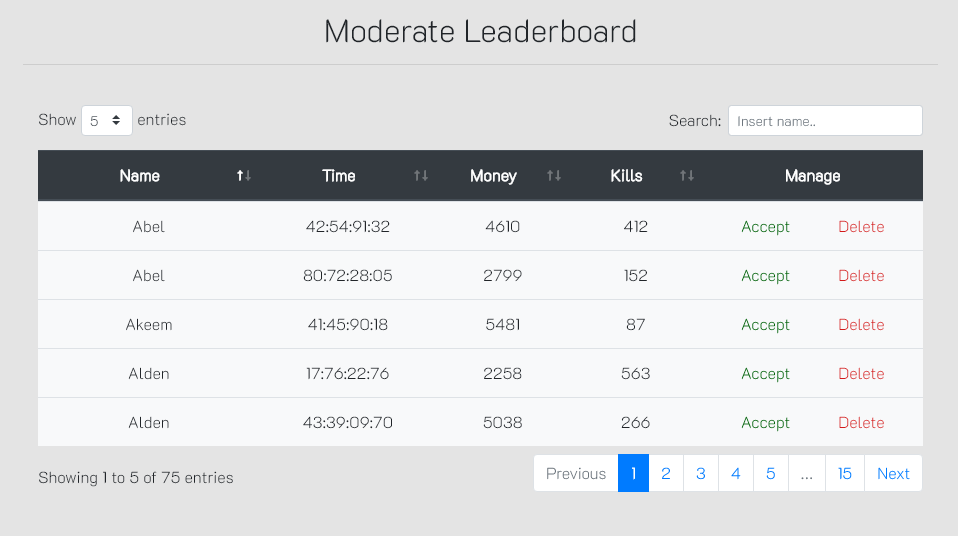 Moderate Leaderboard
Show 5 entries Search: Insert name..
Name Time Money Kills Manage
Abel 42:54:91:32 4610 412 Accept Delete
Abel 80:72:28:05 2799 152 Accept Delete
Akeem 41:45:90:18 5481 87 Accept Delete
Alden 17:76:22:76 2258 563 Accept Delete
Alden 43:39:09:70 5038 266 Accept Delete
Showing 1 to 5 of 75 entries Previous 1 2 3 4 5 ... 15 Next